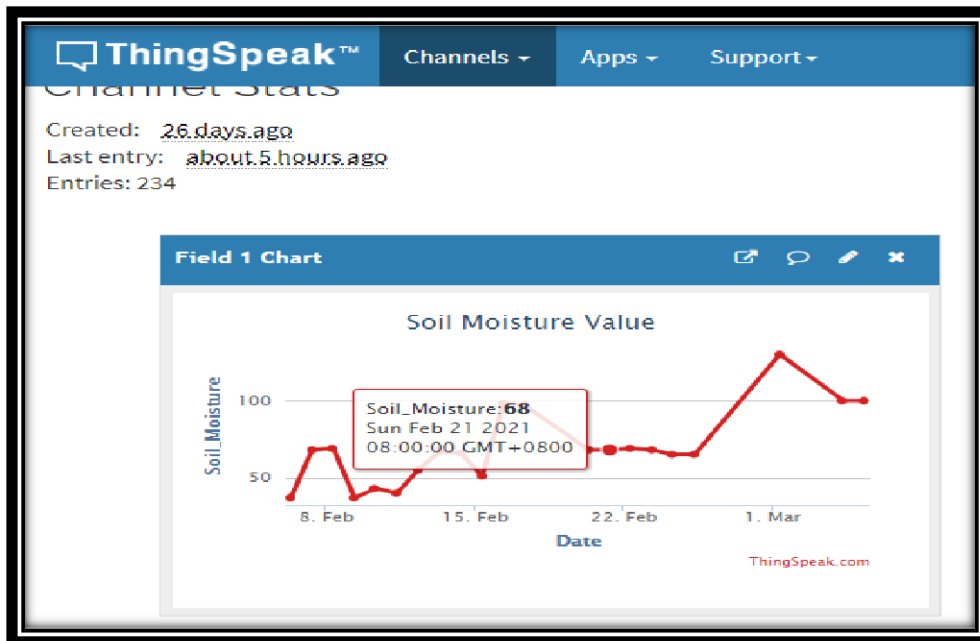 ThingSpeak™ Channels Apps Support
Channel Stats
Created: 26 days ago
Last entry: about 5 hours ago
Entries: 234
Field 1 Chart
Soil Moisture Value
Soil_Moisture
100
50
Soil_Moisture:68
Sun Feb 21 2021
08:00:00 GMT+0800
8. Feb 15. Feb 22. Feb 1. Mar
Date
ThingSpeak.com